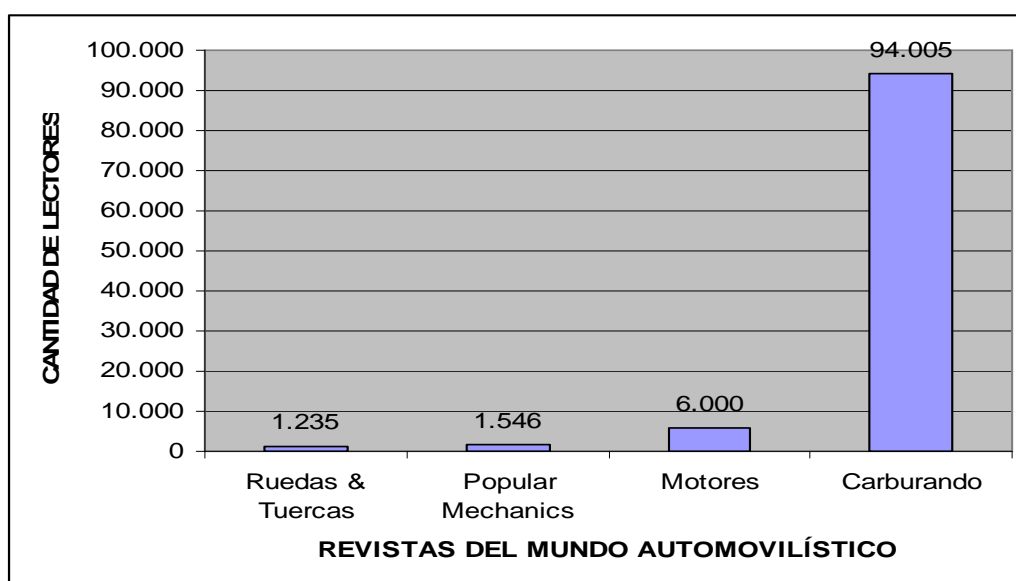 CANTIDAD DE LECTORES
100.000
90.000
80.000
70.000
60.000
50.000
40.000
30.000
20.000
10.000
0
1.235
1.546
6.000
94.005
Ruedas &
Tuercas
Popular
Mechanics
Motores
Carburando
REVISTAS DEL MUNDO AUTOMOVILÍSTICO